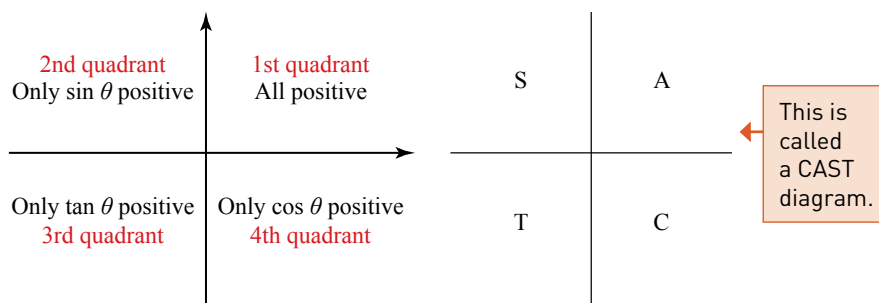 2nd quadrant
Only sin θ positive
1st quadrant
All positive
Only tan θ positive
3rd quadrant
Only cos θ positive
4th quadrant
S
A
T
C
This is
called
a CAST
diagram.